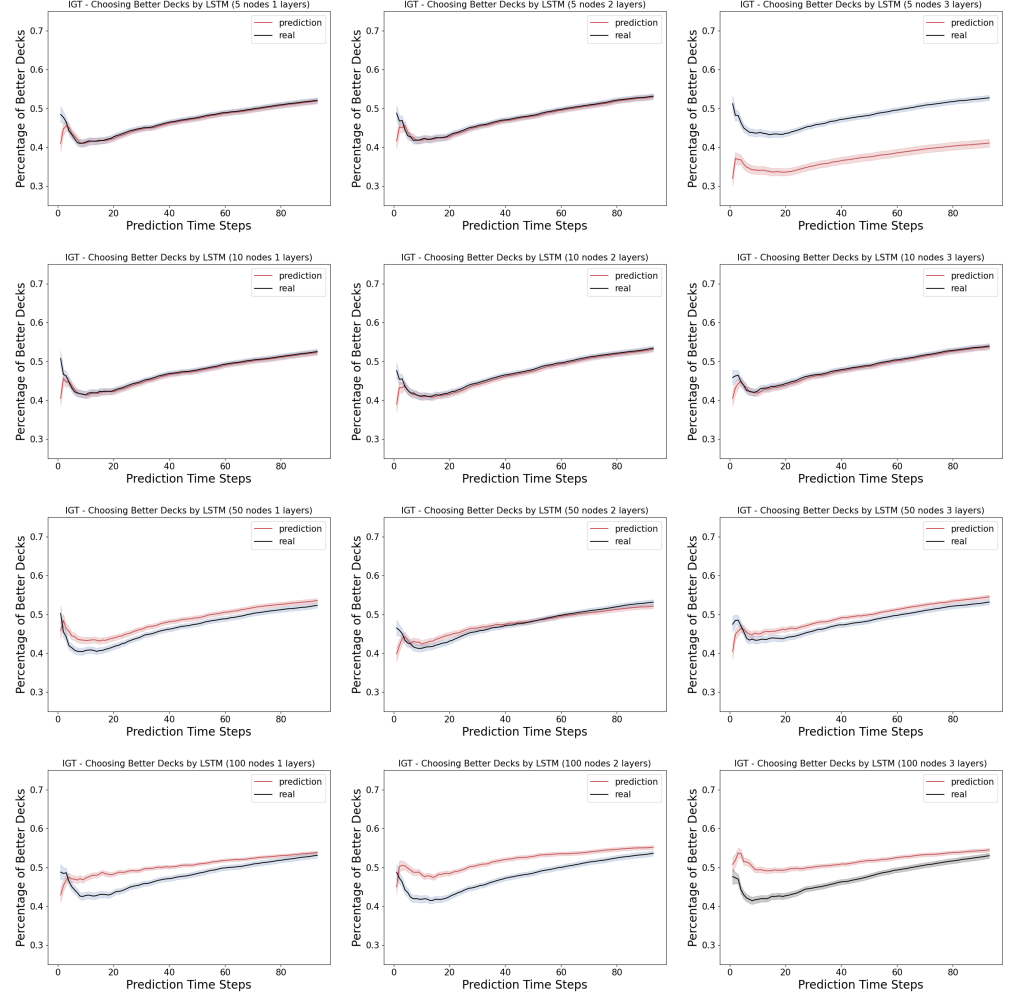 IGT - Choosing Better Decks by LSTM (5 nodes 1 layers)
Percentage of Better Decks
0.7
0.6
0.5
0.4
0.3
prediction
real
0
20
40
60
80
Prediction Time Steps
IGT - Choosing Better Decks by LSTM (5 nodes 2 layers)
Percentage of Better Decks
0.7
0.6
0.5
0.4
0.3
prediction
real
0
20
40
60
80
Prediction Time Steps
IGT - Choosing Better Decks by LSTM (5 nodes 3 layers)
Percentage of Better Decks
0.7
0.6
0.5
0.4
0.3
prediction
real
0
20
40
60
80
Prediction Time Steps
IGT - Choosing Better Decks by LSTM (10 nodes 1 layers)
Percentage of Better Decks
0.7
0.6
0.5
0.4
0.3
prediction
real
0
20
40
60
80
Prediction Time Steps
IGT - Choosing Better Decks by LSTM (10 nodes 2 layers)
Percentage of Better Decks
0.7
0.6
0.5
0.4
0.3
prediction
real
0
20
40
60
80
Prediction Time Steps
IGT - Choosing Better Decks by LSTM (10 nodes 3 layers)
Percentage of Better Decks
0.7
0.6
0.5
0.4
0.3
prediction
real
0
20
40
60
80
Prediction Time Steps
IGT - Choosing Better Decks by LSTM (50 nodes 1 layers)
Percentage of Better Decks
0.7
0.6
0.5
0.4
0.3
prediction
real
0
20
40
60
80
Prediction Time Steps
IGT - Choosing Better Decks by LSTM (50 nodes 2 layers)
Percentage of Better Decks
0.7
0.6
0.5
0.4
0.3
prediction
real
0
20
40
60
80
Prediction Time Steps
IGT - Choosing Better Decks by LSTM (50 nodes 3 layers)
Percentage of Better Decks
0.7
0.6
0.5
0.4
0.3
prediction
real
0
20
40
60
80
Prediction Time Steps
IGT - Choosing Better Decks by LSTM (100 nodes 1 layers)
Percentage of Better Decks
0.7
0.6
0.5
0.4
0.3
prediction
real
0
20
40
60
80
Prediction Time Steps
IGT - Choosing Better Decks by LSTM (100 nodes 2 layers)
Percentage of Better Decks
0.7
0.6
0.5
0.4
0.3
prediction
real
0
20
40
60
80
Prediction Time Steps
IGT - Choosing Better Decks by LSTM (100 nodes 3 layers)
Percentage of Better Decks
0.7
0.6
0.5
0.4
0.3
prediction
real
0
20
40
60
80
Prediction Time Steps